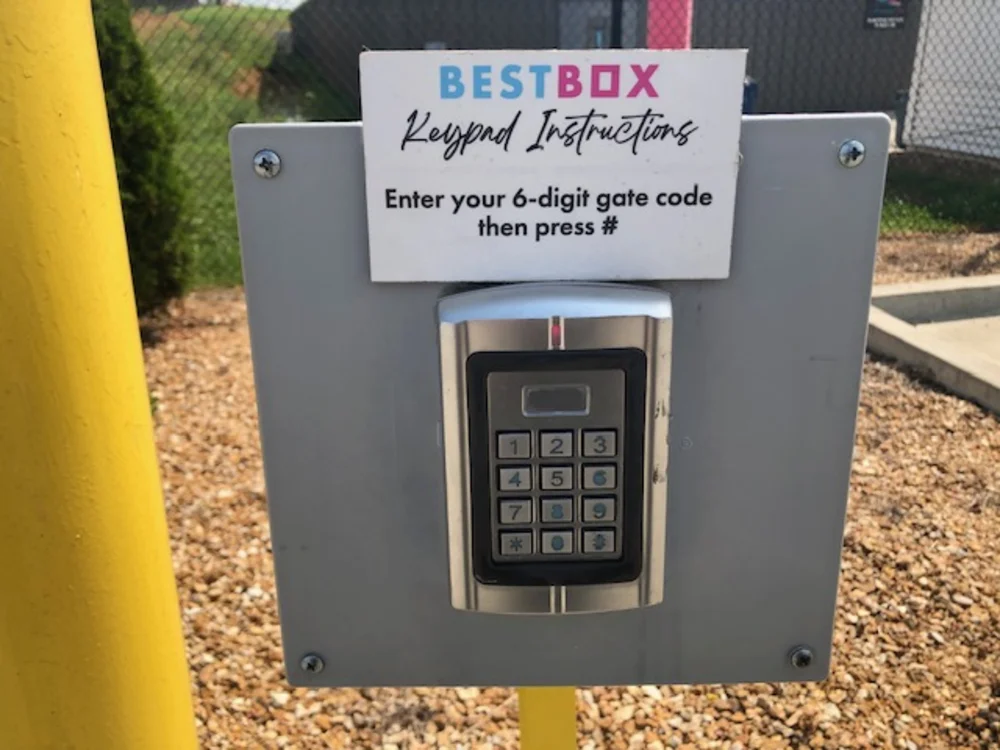 BESTBOX
Keypad Instructions
Enter your 6-digit gate code
then press #
1 2 3
4 5 6
7 8 9
* 0 #